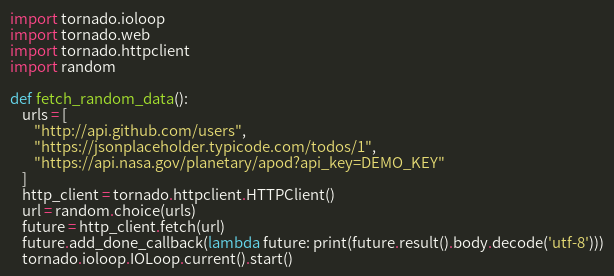 import tornado.ioloop
import tornado.web
import tornado.httpclient
import random

def fetch_random_data():
    urls = [
        "http://api.github.com/users",
        "https://jsonplaceholder.typicode.com/todos/1",
        "https://api.nasa.gov/planetary/apod?api_key=DEMO_KEY"
    ]
    http_client = tornado.httpclient.HTTPClient()
    url = random.choice(urls)
    future = http_client.fetch(url)
    future.add_done_callback(lambda future: print(future.result().body.decode('utf-8')))
    tornado.ioloop.IOLoop.current().start()